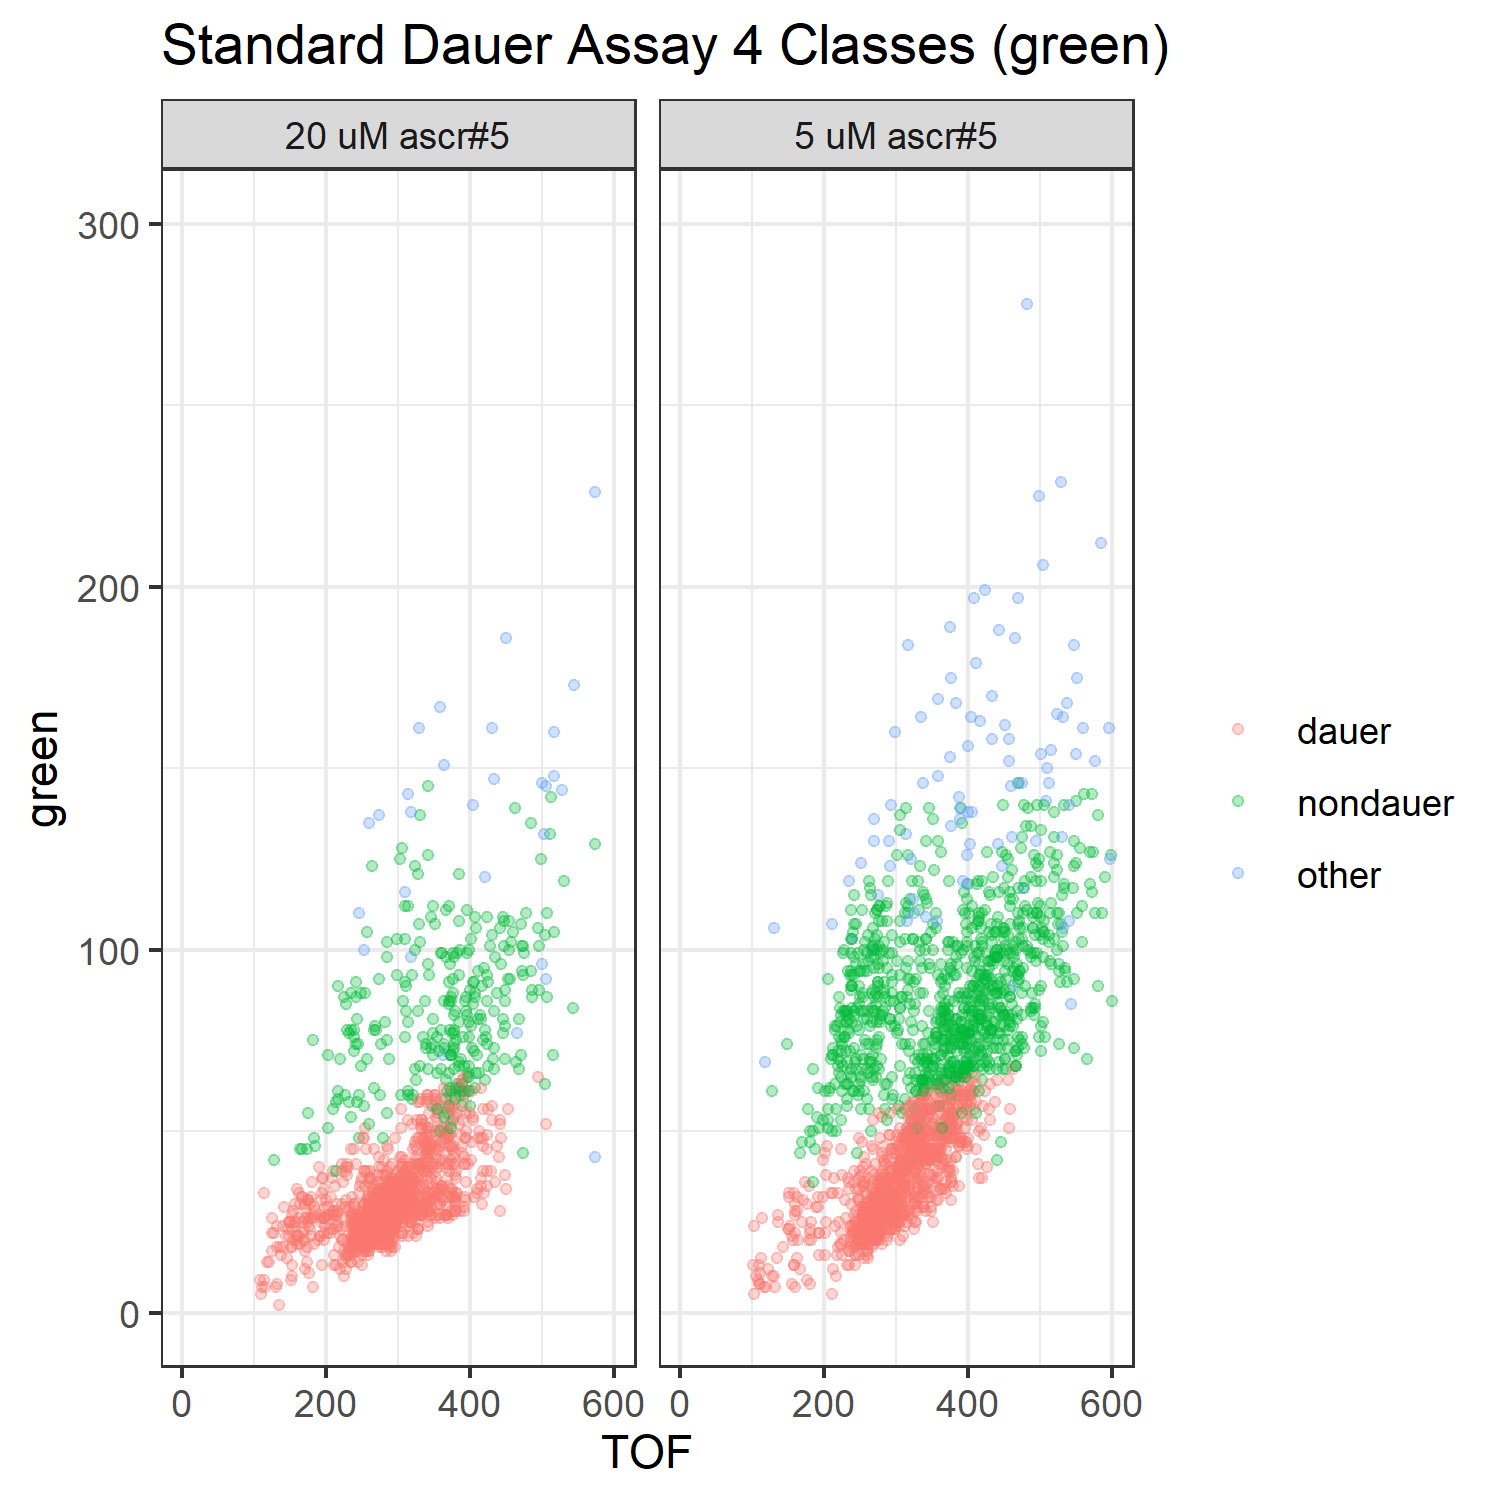 Standard Dauer Assay 4 Classes (green)
20 uM ascr#5
5 uM ascr#5
300
200
100
0
green
0 200 400 600
0 200 400 600
TOF
dauer
nondauer
other